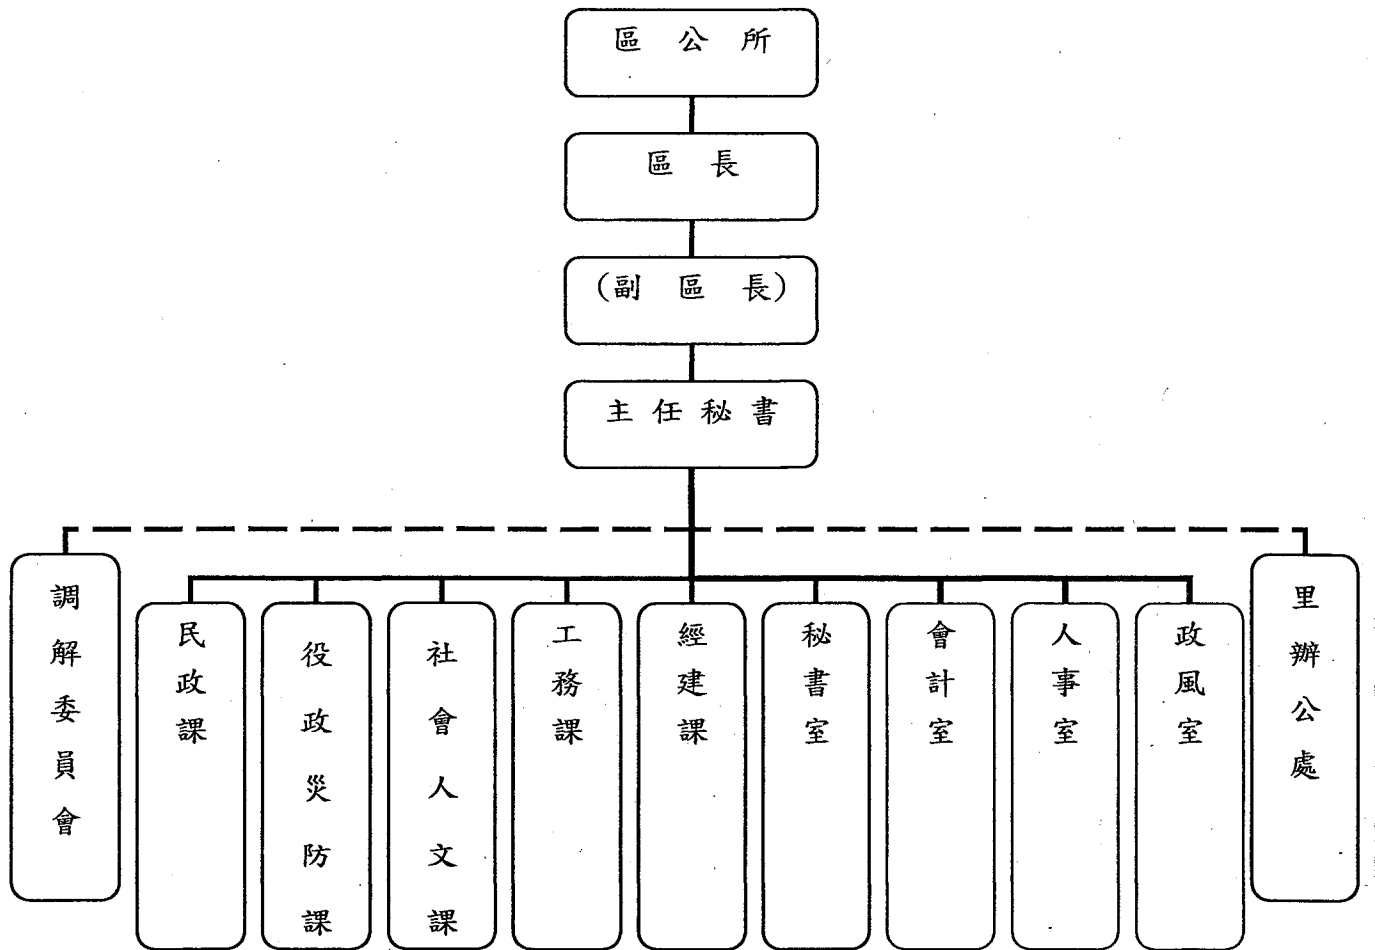 區公所
區長
(副區長)
主任秘書
調解委員會
民政課
役政災防課
社會人文課
工務課
經建課
秘書室
會計室
人事室
政風室
里辦公處